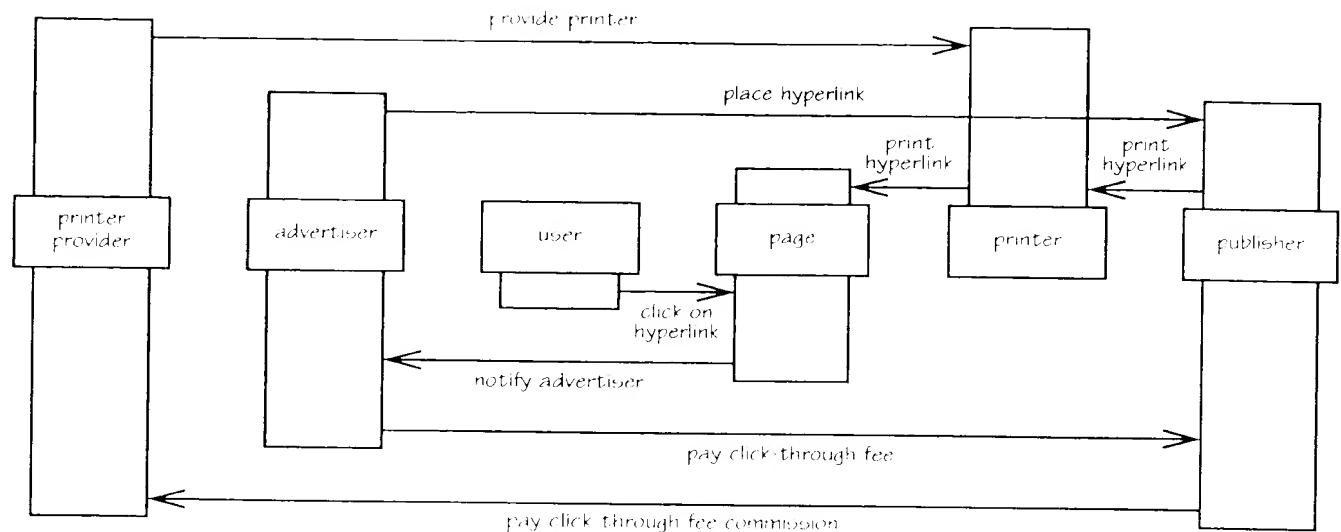 provide printer
place hyperlink
print
hyperlink
print
hyperlink
printer
provider
advertiser
user
page
printer
publisher
click on
hyperlink
notify advertiser
pay click-through fee
pay click through fee commission